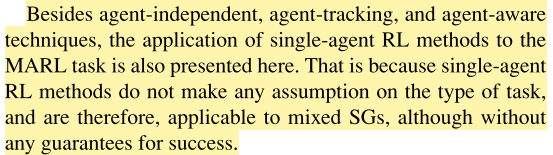 Besides agent-independent, agent-tracking, and agent-aware
techniques, the application of single-agent RL methods to the
MARL task is also presented here. That is because single-agent
RL methods do not make any assumption on the type of task,
and are therefore, applicable to mixed SGs, although without
any guarantees for success.